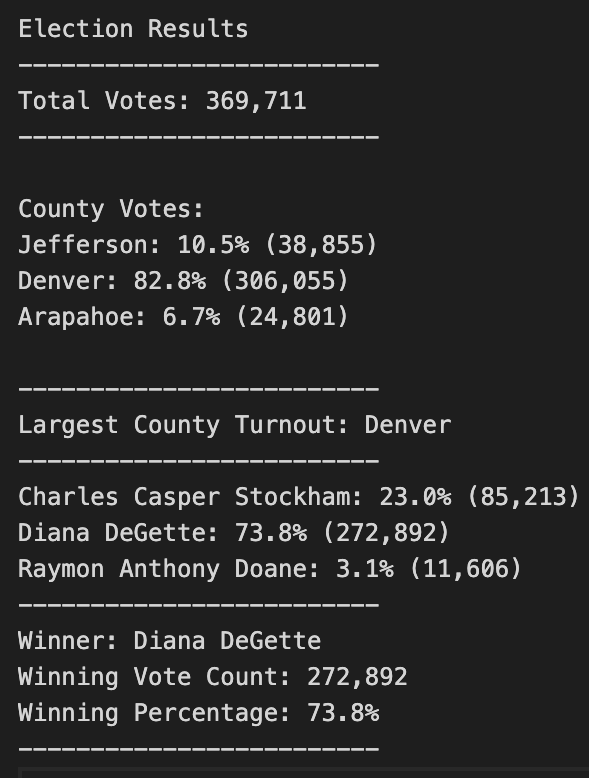 Election Results
-------------------------
Total Votes: 369,711
-------------------------
County Votes:
Jefferson: 10.5% (38,855)
Denver: 82.8% (306,055)
Arapahoe: 6.7% (24,801)
-------------------------
Largest County Turnout: Denver
-------------------------
Charles Casper Stockham: 23.0% (85,213)
Diana DeGette: 73.8% (272,892)
Raymon Anthony Doane: 3.1% (11,606)
-------------------------
Winner: Diana DeGette
Winning Vote Count: 272,892
Winning Percentage: 73.8%
-------------------------